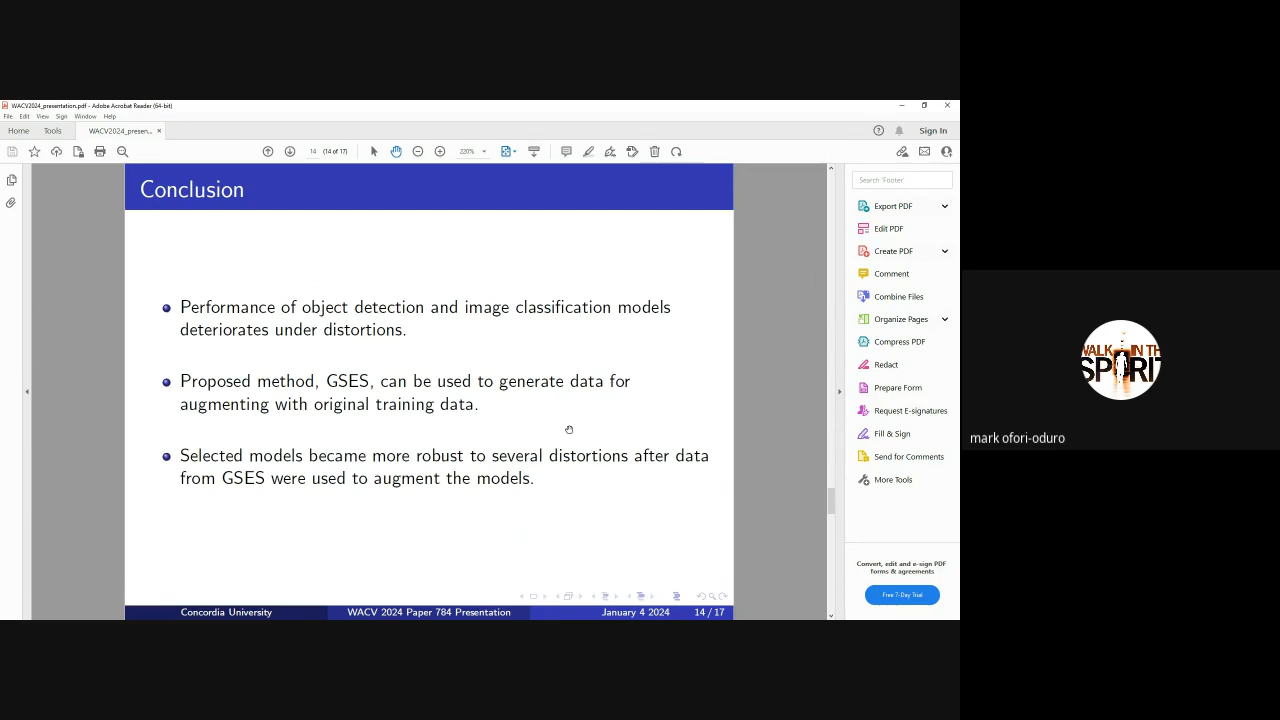 WACV2024_presentation.pdf - Adobe Acrobat Reader (64-bit)
File Edit View Sign Window Help
Home Tools WACV2024_presen... Sign In
14 (14 of 17) 220%
Conclusion
Performance of object detection and image classification models
deteriorates under distortions.
Proposed method, GSES, can be used to generate data for
augmenting with original training data.
Selected models became more robust to several distortions after data
from GSES were used to augment the models.
Concordia University WACV 2024 Paper 784 Presentation January 4 2024 14 / 17
Search 'Footer'
Export PDF
Edit PDF
Create PDF
Comment
Combine Files
Organize Pages
Compress PDF
Redact
Prepare Form
Request E-signatures
Fill & Sign
Send for Comments
More Tools
Convert, edit and e-sign PDF
forms & agreements
Free 7-Day Trial
WALK IN TH
SPIRIT
mark ofori-oduro